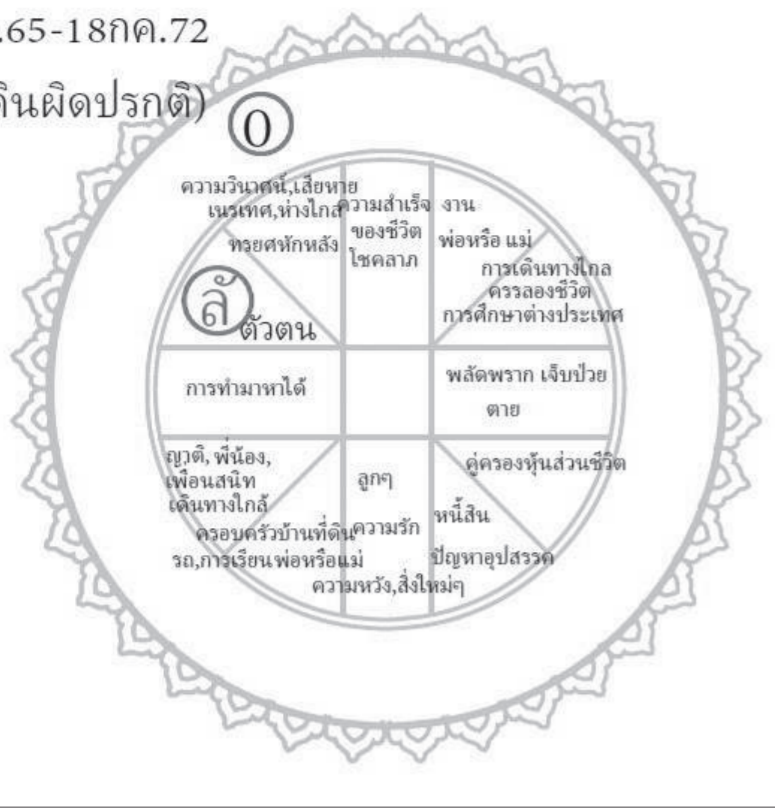 .65-18กค.72
ดินผิดปรกติ)
0
ความวินาศน์,เสียหาย
เนรเทศ,ห่างไกล
ทรยศหักหลัง
ความสำเร็จ
ของชีวิต
โชคลาภ
งาน
พ่อหรือ แม่
การเดินทางไกล
ครรลองชีวิต
การศึกษาต่างประเทศ
ลั
ตัวตน
การทำมาหาได้
พลัดพราก เจ็บป่วย
ตาย
ญาติ, พี่น้อง,
เพื่อนสนิท
เดินทางใกล้
ครอบครัวบ้านที่ดิน
รถ,การเรียนพ่อหรือแม่
ลูกๆ
ความรัก
ความหวัง,สิ่งใหม่ๆ
คู่ครองหุ้นส่วนชีวิต
หนี้สิน
ปัญหาอุปสรรค